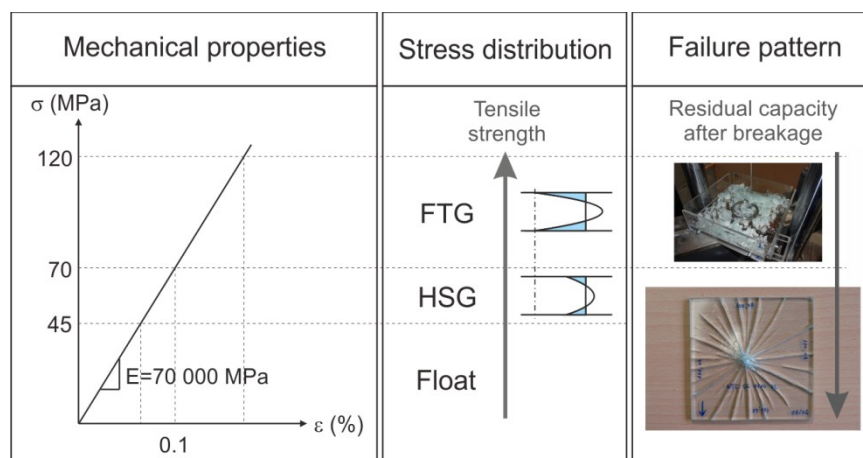 Mechanical properties
Stress distribution
Failure pattern
σ (MPa)
120
70
45
E=70 000 MPa
0.1
ε (%)
Tensile
strength
FTG
HSG
Float
Residual capacity
after breakage